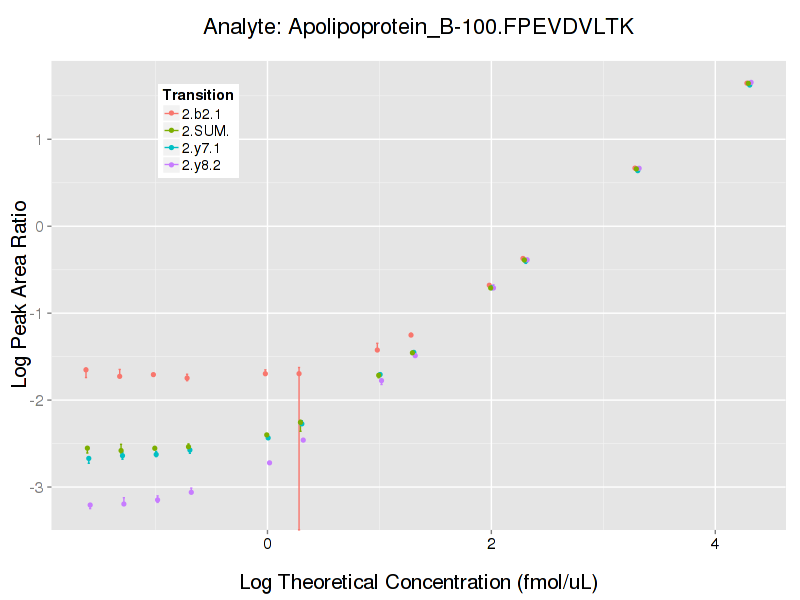 Analyte: Apolipoprotein_B-100.FPEVDVLTK
Transition
2.b2.1
2.SUM.
2.y7.1
2.y8.2
1
0
-1
-2
-3
Log Peak Area Ratio
0 2 4
Log Theoretical Concentration (fmol/uL)